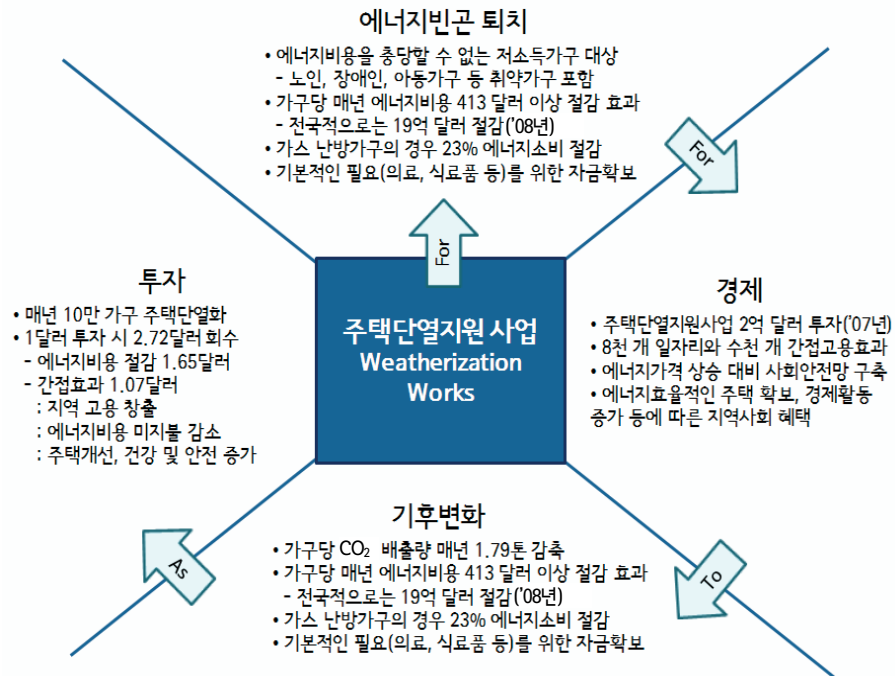 에너지빈곤 퇴치
• 에너지비용을 충당할 수 없는 저소득가구 대상
- 노인, 장애인, 아동가구 등 취약가구 포함
• 가구당 매년 에너지비용 413 달러 이상 절감 효과
- 전국적으로는 19억 달러 절감('08년)
• 가스 난방가구의 경우 23% 에너지소비 절감
• 기본적인 필요(의료, 식료품 등)를 위한 자금확보
For
For
투자
• 매년 10만 가구 주택단열화
• 1달러 투자 시 2.72달러 회수
- 에너지비용 절감 1.65달러
- 간접효과 1.07달러
: 지역 고용 창출
: 에너지비용 미지불 감소
: 주택개선, 건강 및 안전 증가
주택단열지원 사업
Weatherization
Works
경제
• 주택단열지원사업 2억 달러 투자('07년)
• 8천 개 일자리와 수천 개 간접고용효과
• 에너지가격 상승 대비 사회안전망 구축
• 에너지효율적인 주택 확보, 경제활동
증가 등에 따른 지역사회 혜택
As
To
기후변화
• 가구당 CO₂ 배출량 매년 1.79톤 감축
• 가구당 매년 에너지비용 413 달러 이상 절감 효과
- 전국적으로는 19억 달러 절감('08년)
• 가스 난방가구의 경우 23% 에너지소비 절감
• 기본적인 필요(의료, 식료품 등)를 위한 자금확보